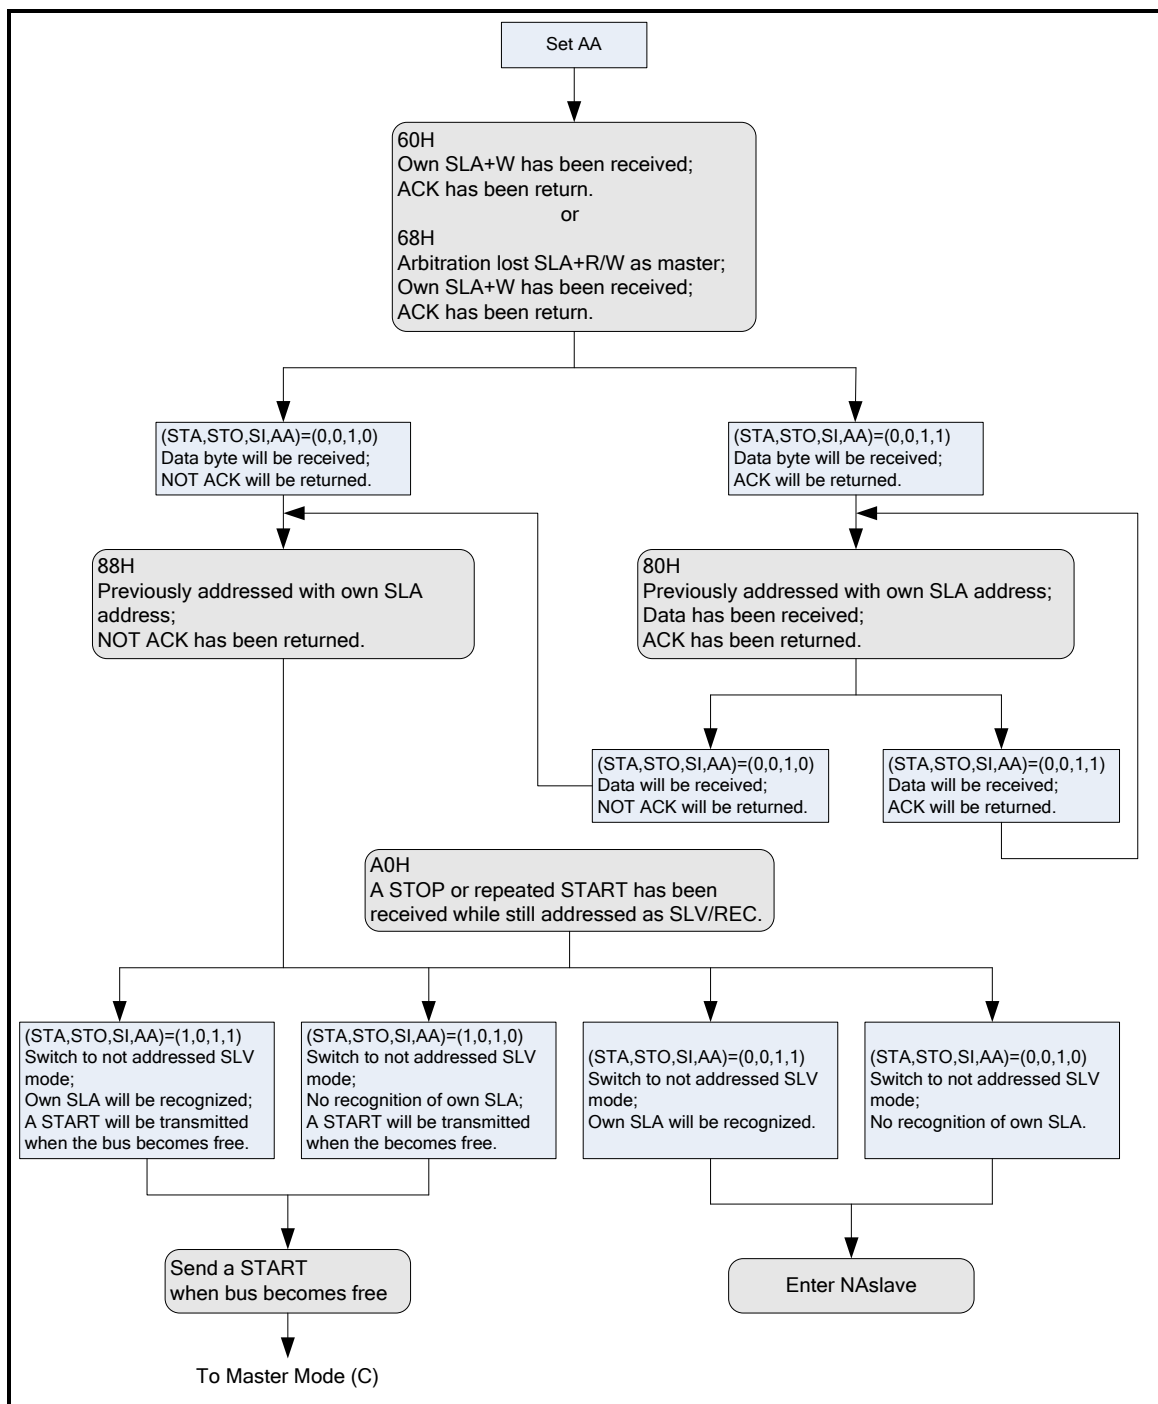 Set AA
60H
Own SLA+W has been received;
ACK has been return.
or
68H
Arbitration lost SLA+R/W as master;
Own SLA+W has been received;
ACK has been return.
(STA,STO,SI,AA)=(0,0,1,0)
Data byte will be received;
NOT ACK will be returned.
(STA,STO,SI,AA)=(0,0,1,1)
Data byte will be received;
ACK will be returned.
88H
Previously addressed with own SLA
address;
NOT ACK has been returned.
80H
Previously addressed with own SLA address;
Data has been received;
ACK has been returned.
(STA,STO,SI,AA)=(0,0,1,0)
Data will be received;
NOT ACK will be returned.
(STA,STO,SI,AA)=(0,0,1,1)
Data will be received;
ACK will be returned.
A0H
A STOP or repeated START has been
received while still addressed as SLV/REC.
(STA,STO,SI,AA)=(1,0,1,1)
Switch to not addressed SLV
mode;
Own SLA will be recognized;
A START will be transmitted
when the bus becomes free.
(STA,STO,SI,AA)=(1,0,1,0)
Switch to not addressed SLV
mode;
No recognition of own SLA;
A START will be transmitted
when the becomes free.
(STA,STO,SI,AA)=(0,0,1,1)
Switch to not addressed SLV
mode;
Own SLA will be recognized.
(STA,STO,SI,AA)=(0,0,1,0)
Switch to not addressed SLV
mode;
No recognition of own SLA.
Send a START
when bus becomes free
Enter NAslave
To Master Mode (C)